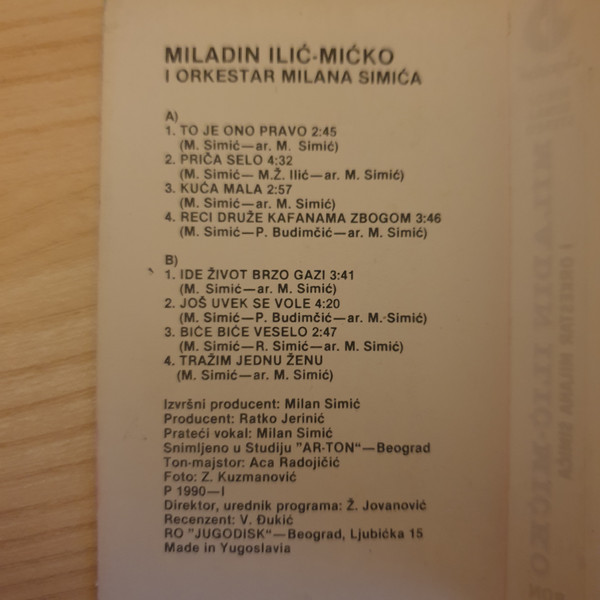 MILADIN ILIĆ-MIĆKO
I ORKESTAR MILANA SIMIĆA
A)
1. TO JE ONO PRAVO 2:45
(M. Simić—ar. M. Simić)
2. PRIČA SELO 4:32
(M. Simić— M.Ž. Ilić—ar. M. Simić)
3. KUĆA MALA 2:57
(M. Simić—ar. M. Simić)
4. RECI DRUŽE KAFANAMA ZBOGOM 3:46
(M. Simić—P. Budimčić—ar. M. Simić)
B)
1. IDE ŽIVOT BRZO GAZI 3:41
(M. Simić—ar. M. Simić)
2. JOŠ UVEK SE VOLE 4:20
(M. Simić—P. Budimčić—ar. M. Simić)
3. BIĆE BIĆE VESELO 2:47
(M. Simić—R. Simić—ar. M. Simić)
4. TRAŽIM JEDNU ŽENU
(M. Simić—ar. M. Simić)
Izvršni producent: Milan Simić
Producent: Ratko Jerinić
Prateći vokal: Milan Simić
Snimljeno u Studiju "AR-TON"—Beograd
Ton-majstor: Aca Radojičić
Foto: Z. Kuzmanović
P 1990—I
Direktor, urednik programa: Ž. Jovanović
Recenzent: V. Đukić
RO "JUGODISK"—Beograd, Ljubićka 15
Made in Yugoslavia